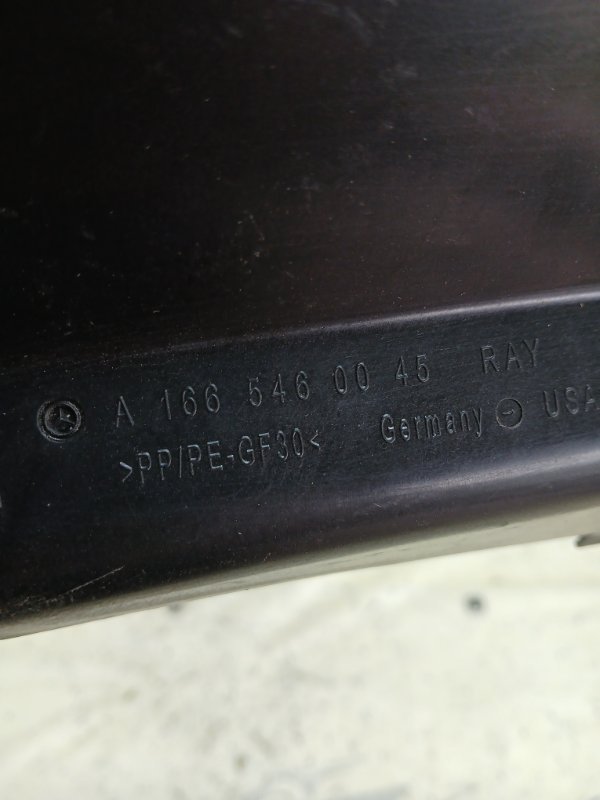 A 166 546 00 45 RAY
>PP/PE-GF30< Germany USA